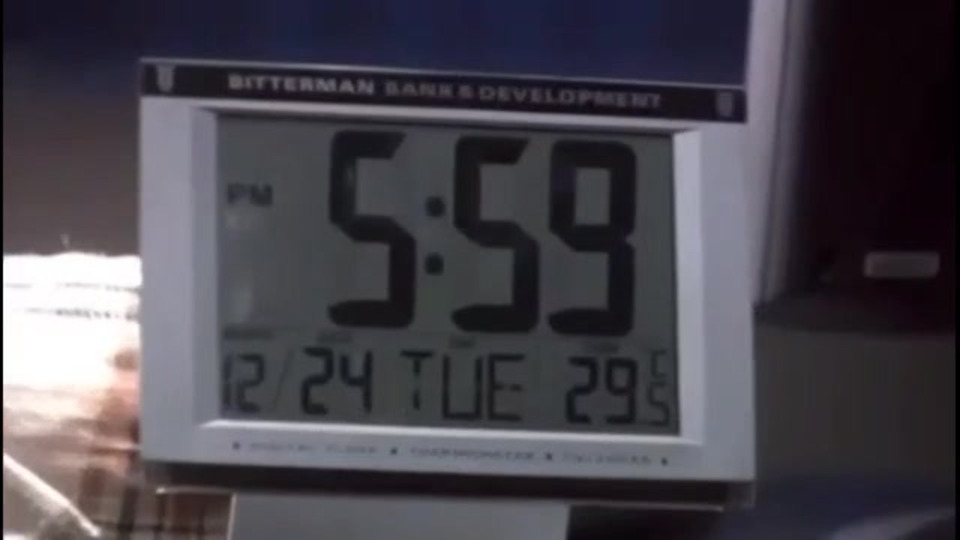 BITTERMAN BANK & DEVELOPMENT
PM 5:59
12/24 TUE 29.5 C